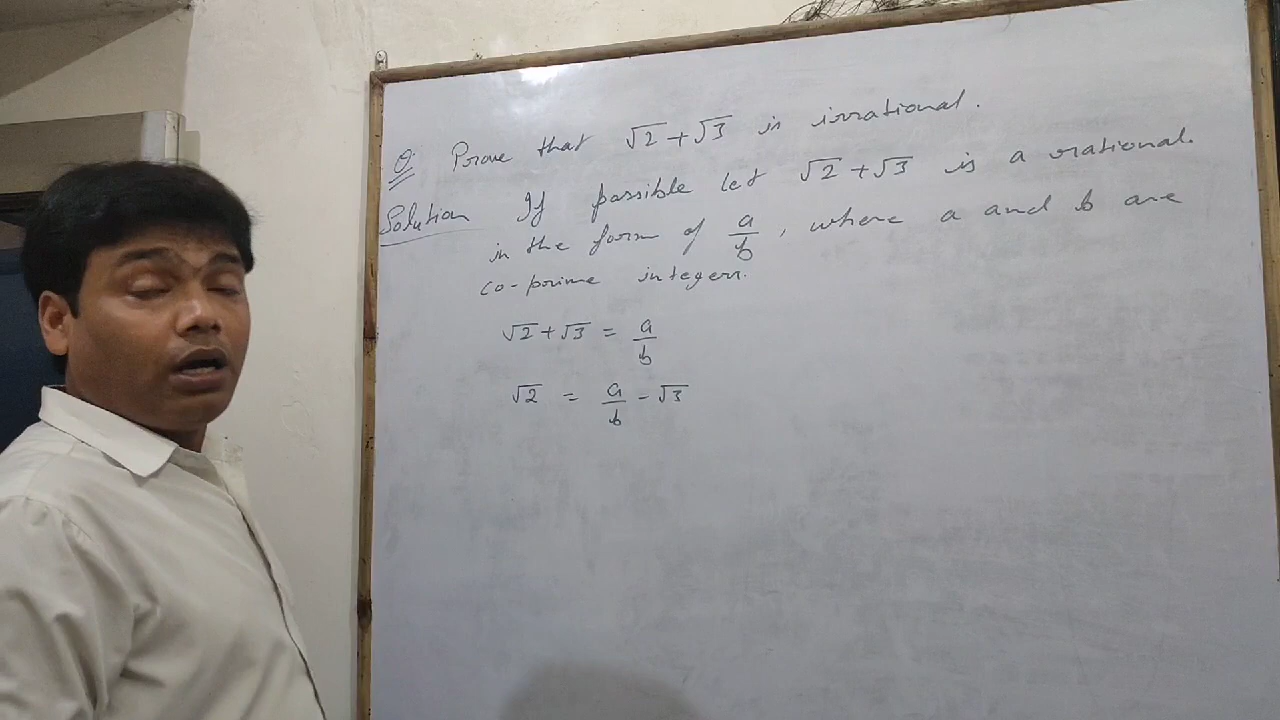 Q. Prove that √2 + √3 is irrational.
Solution If possible let √2 + √3 is a rational.
in the form of a/b, where a and b are
co-prime integers.
√2 + √3 = a/b
√2 = a/b - √3